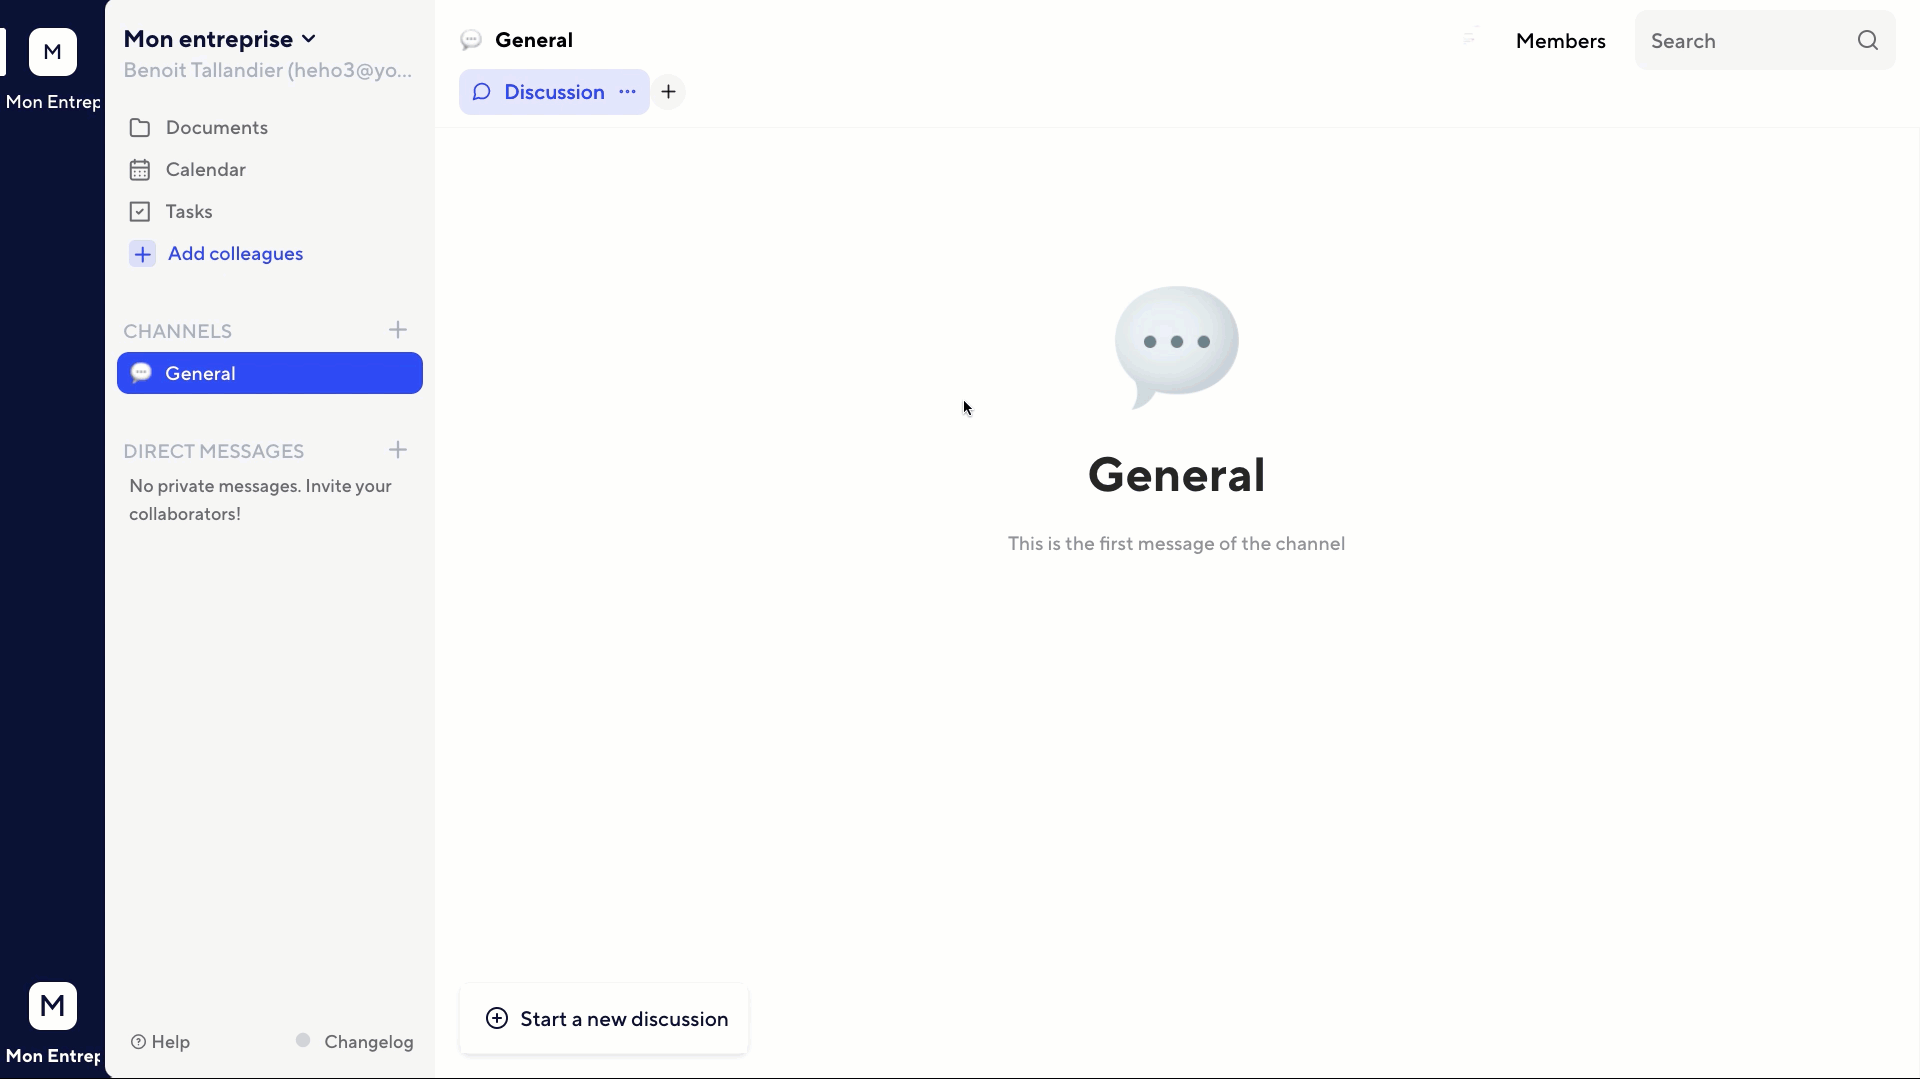 M
Mon Entrep
Mon entreprise
Benoit Tallandier (heho3@yo...
Documents
Calendar
Tasks
Add colleagues
CHANNELS
General
DIRECT MESSAGES
No private messages. Invite your
collaborators!
Help
Changelog
M
Mon Entrep
General
Members
Search
Discussion
General
This is the first message of the channel
Start a new discussion